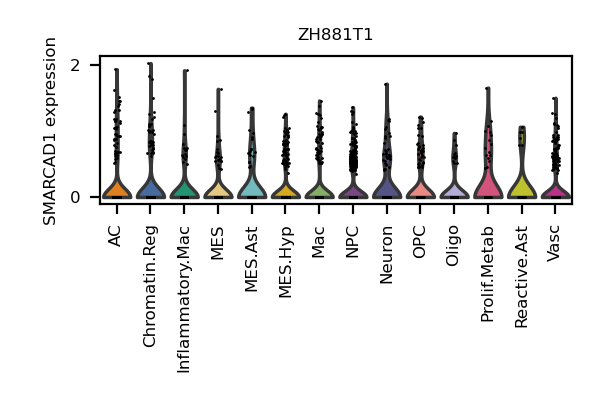 ZH881T1
SMARCAD1 expression
2
0
AC
Chromatin.Reg
Inflammatory.Mac
MES
MES.Ast
MES.Hyp
Mac
NPC
Neuron
OPC
Oligo
Prolif.Metab
Reactive.Ast
Vasc